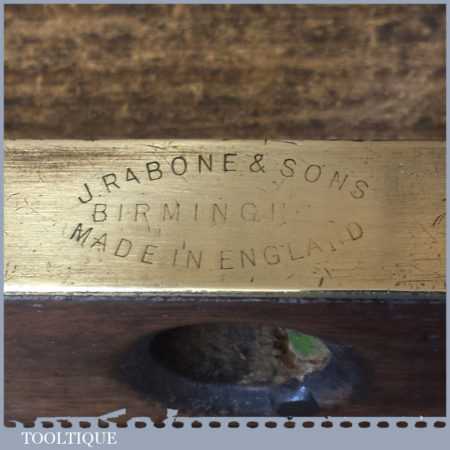 J. RABONE & SONS
BIRMINGH
MADE IN ENGLAND
TOOLTIQUE